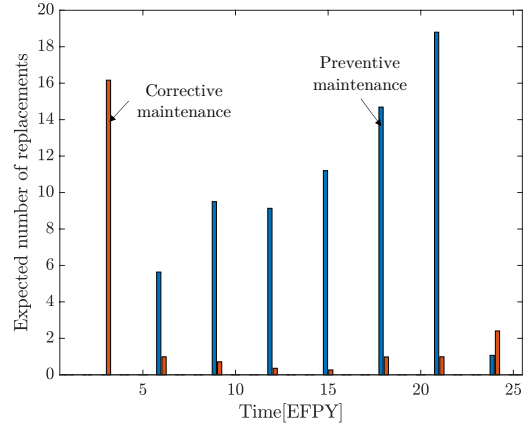 Expected number of replacements
20
18
16
14
12
10
8
6
4
2
0
Corrective
maintenance
Preventive
maintenance
5 10 15 20 25
Time[EFPY]